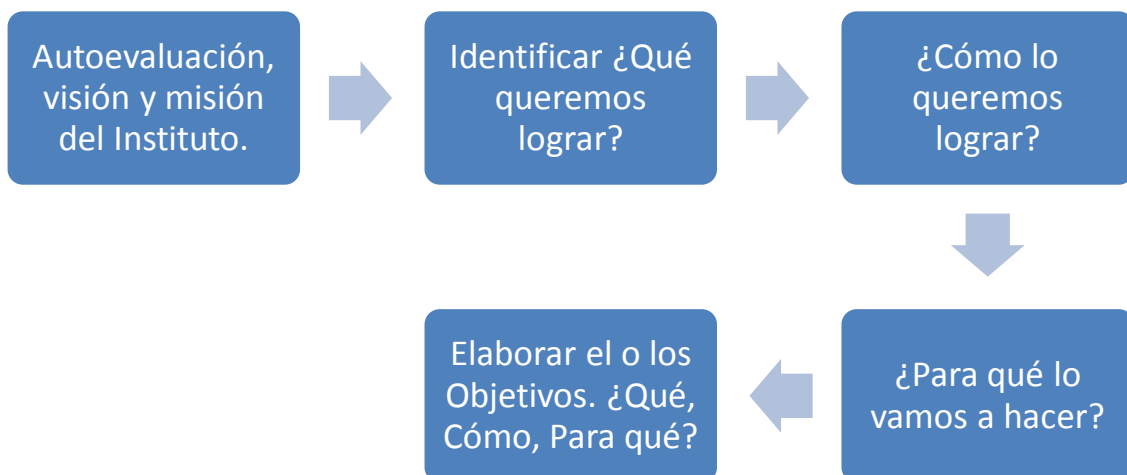 Autoevaluación,
visión y misión
del Instituto.
Identificar ¿Qué
queremos
lograr?
¿Cómo lo
queremos
lograr?
¿Para qué lo
vamos a hacer?
Elaborar el o los
Objetivos. ¿Qué,
Cómo, Para qué?